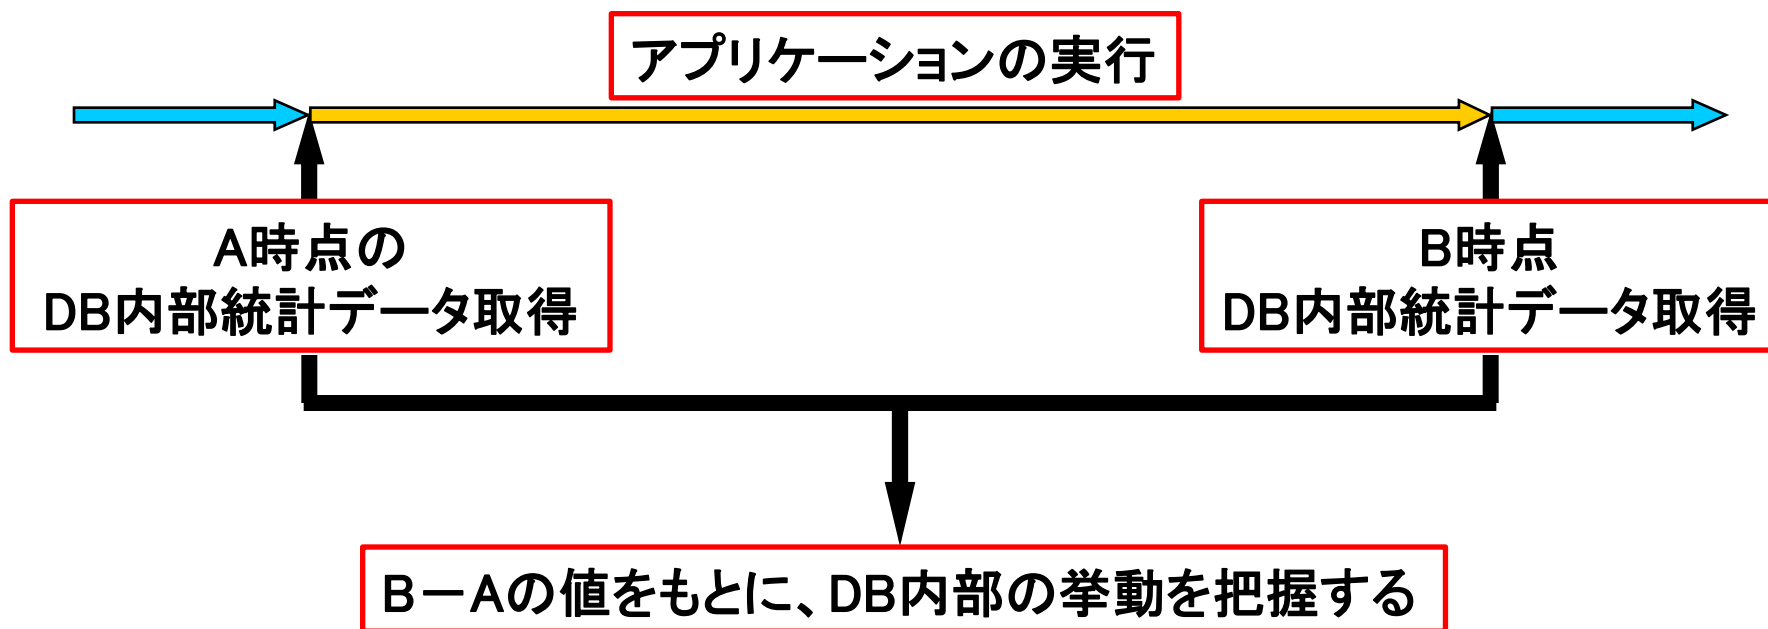 アプリケーションの実行
A時点の
DB内部統計データ取得
B時点
DB内部統計データ取得
B－Aの値をもとに、DB内部の挙動を把握する